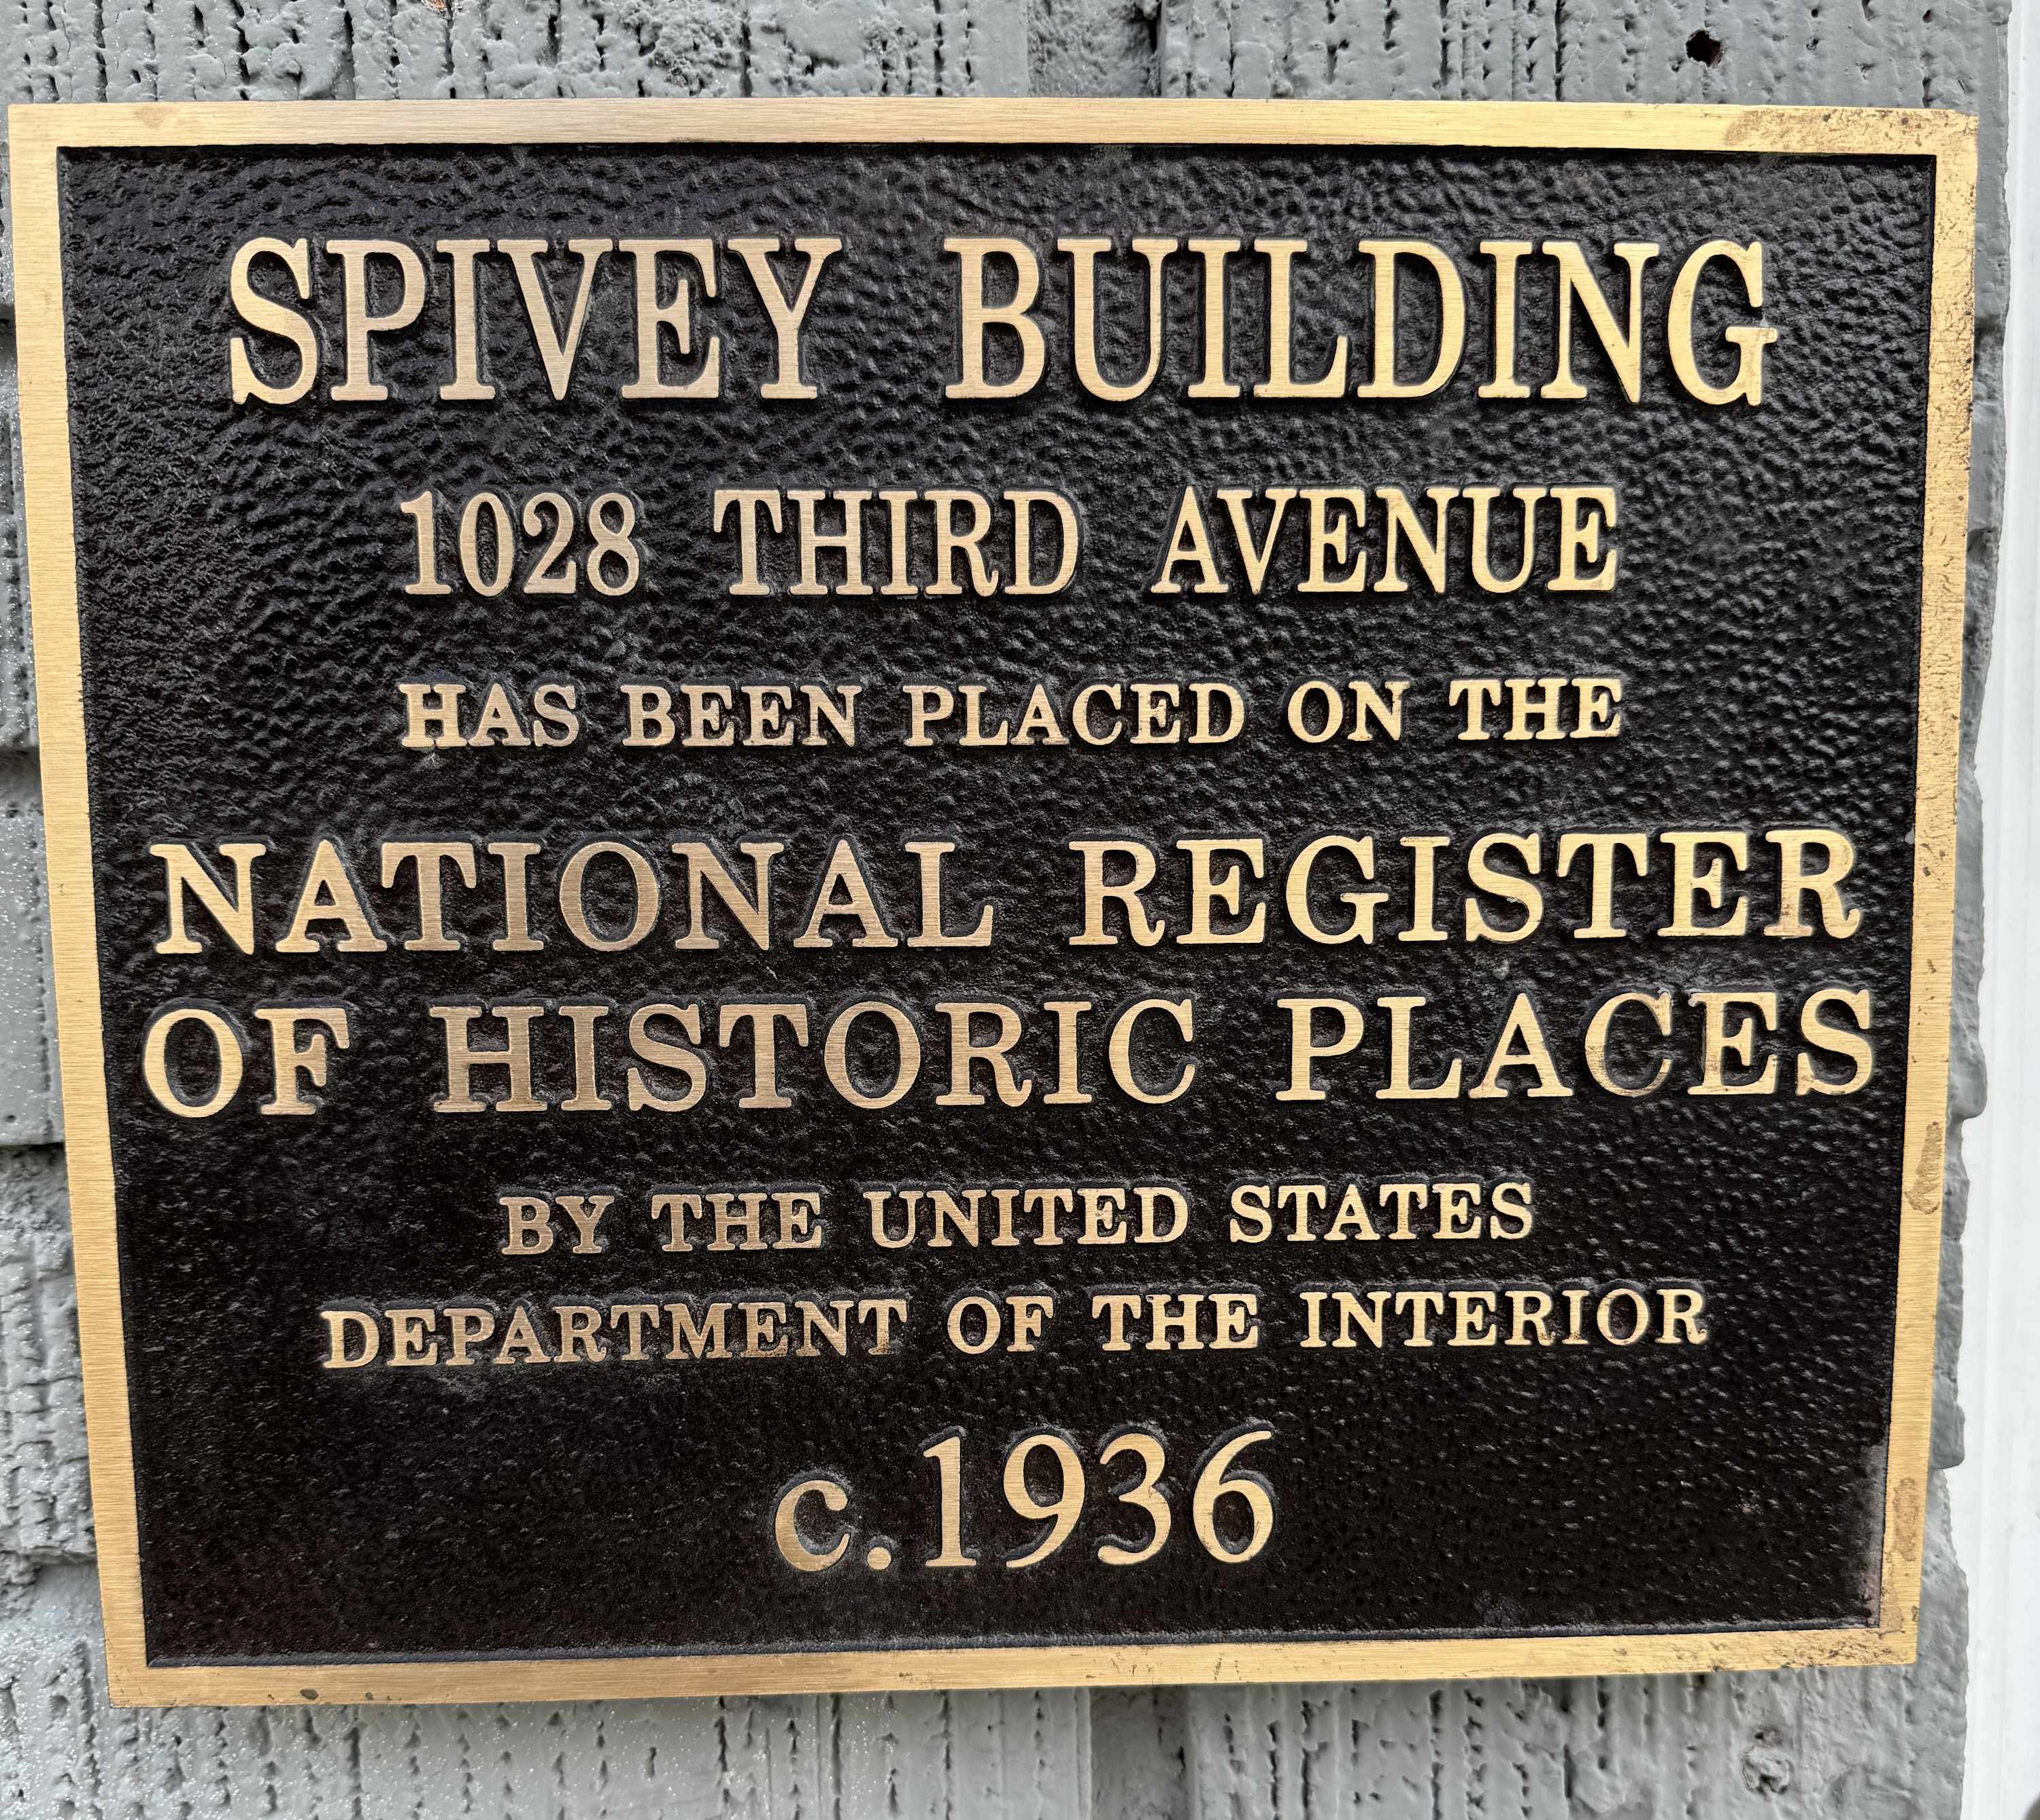 SPIVEY BUILDING
1028 THIRD AVENUE
HAS BEEN PLACED ON THE
NATIONAL REGISTER
OF HISTORIC PLACES
BY THE UNITED STATES
DEPARTMENT OF THE INTERIOR
c.1936